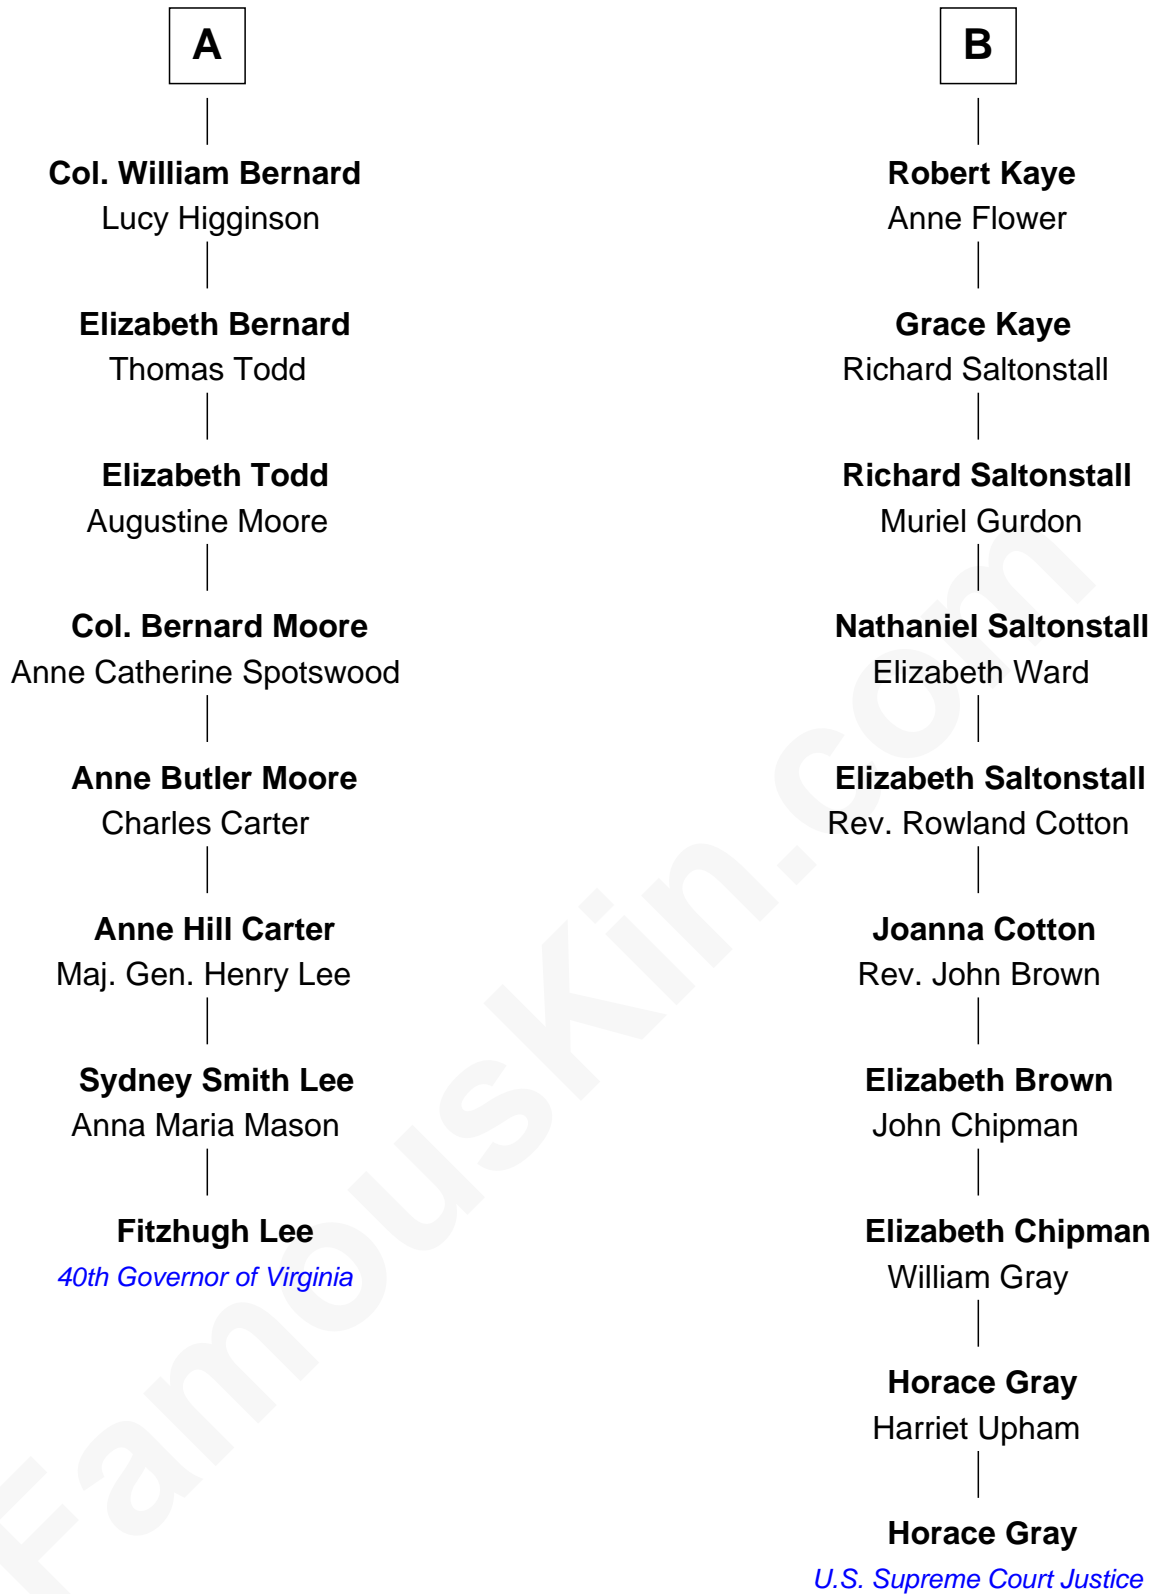 A
Col. William Bernard
Lucy Higginson
Elizabeth Bernard
Thomas Todd
Elizabeth Todd
Augustine Moore
Col. Bernard Moore
Anne Catherine Spotswood
Anne Butler Moore
Charles Carter
Anne Hill Carter
Maj. Gen. Henry Lee
Sydney Smith Lee
Anna Maria Mason
Fitzhugh Lee
40th Governor of Virginia
B
Robert Kaye
Anne Flower
Grace Kaye
Richard Saltonstall
Richard Saltonstall
Muriel Gurdon
Nathaniel Saltonstall
Elizabeth Ward
Elizabeth Saltonstall
Rev. Rowland Cotton
Joanna Cotton
Rev. John Brown
Elizabeth Brown
John Chipman
Elizabeth Chipman
William Gray
Horace Gray
Harriet Upham
Horace Gray
U.S. Supreme Court Justice
FamousKin.com